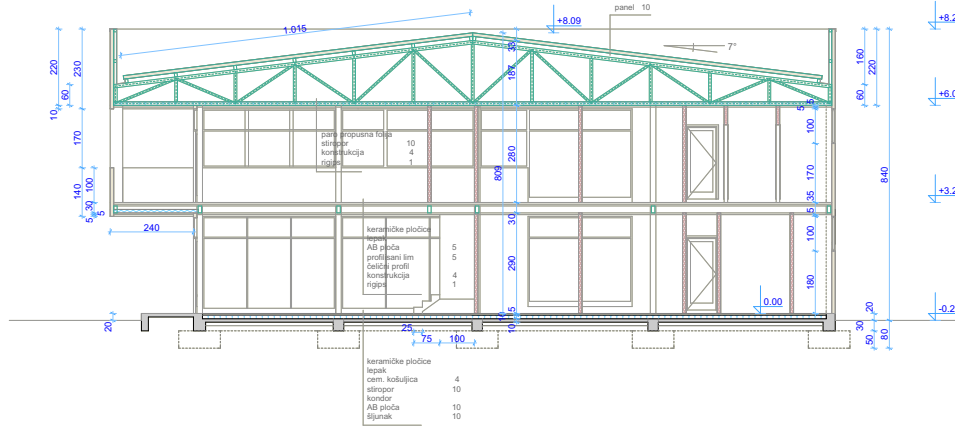 panel 10
+8.09
+8.2
1.015
7°
220
230
60
10
33
187
160
220
60
+6.0
5
5
100
170
140
100
30
5
5
paro propusna folija
stiropor 10
konstrukcija 4
rigips 1
280
809
170
35
840
+3.2
5
240
30
100
keramičke pločice
lepak
AB ploča 5
profilisani lim 5
čelični profil
konstrukcija 4
rigips 1
290
180
0.00
20
-0.2
20
10
15
10
25
75
100
30
50
80
keramičke pločice
lepak
cem. košuljica 4
stiropor 10
kondor
AB ploča 10
šljunak 10